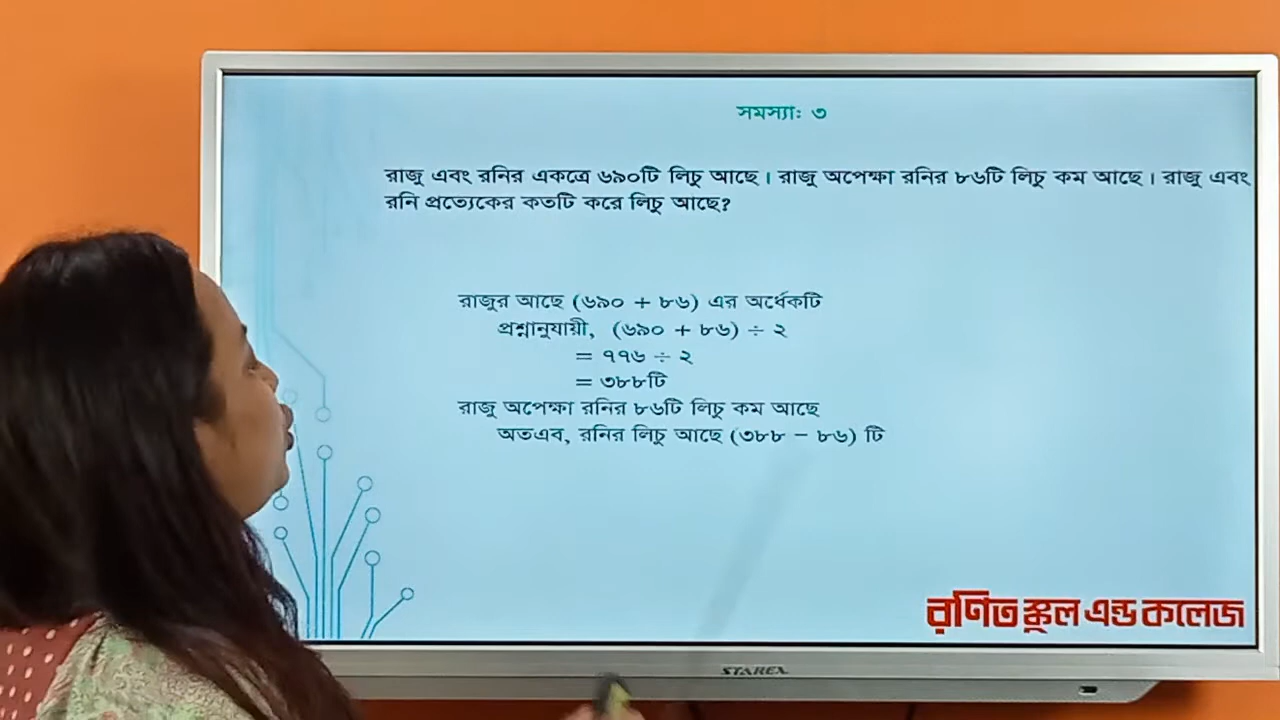 সমস্যাঃ ৩
রাজু এবং রনির একত্রে ৬৯০টি লিচু আছে। রাজু অপেক্ষা রনির ৮৬টি লিচু কম আছে। রাজু এবং
রনি প্রত্যেকের কতটি করে লিচু আছে?
রাজুর আছে (৬৯০ + ৮৬) এর অর্ধেকটি
প্রশ্নানুযায়ী, (৬৯০ + ৮৬) ÷ ২
= ৭৭৬ ÷ ২
= ৩৮৮টি
রাজু অপেক্ষা রনির ৮৬টি লিচু কম আছে
অতএব, রনির লিচু আছে (৩৮৮ − ৮৬) টি
রণিত স্কুল এন্ড কলেজ
STAREX